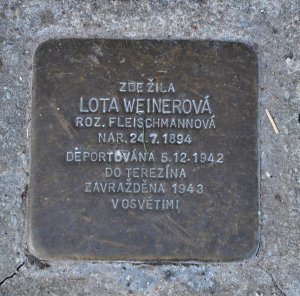 ZDE ŽILA
LOTA WEINEROVÁ
ROZ. FLEISCHMANNOVÁ
NAR. 24.7. 1894
DEPORTOVÁNA 5.12.1942
DO TEREZÍNA
ZAVRAŽDĚNA 1943
V OSVĚTIMI